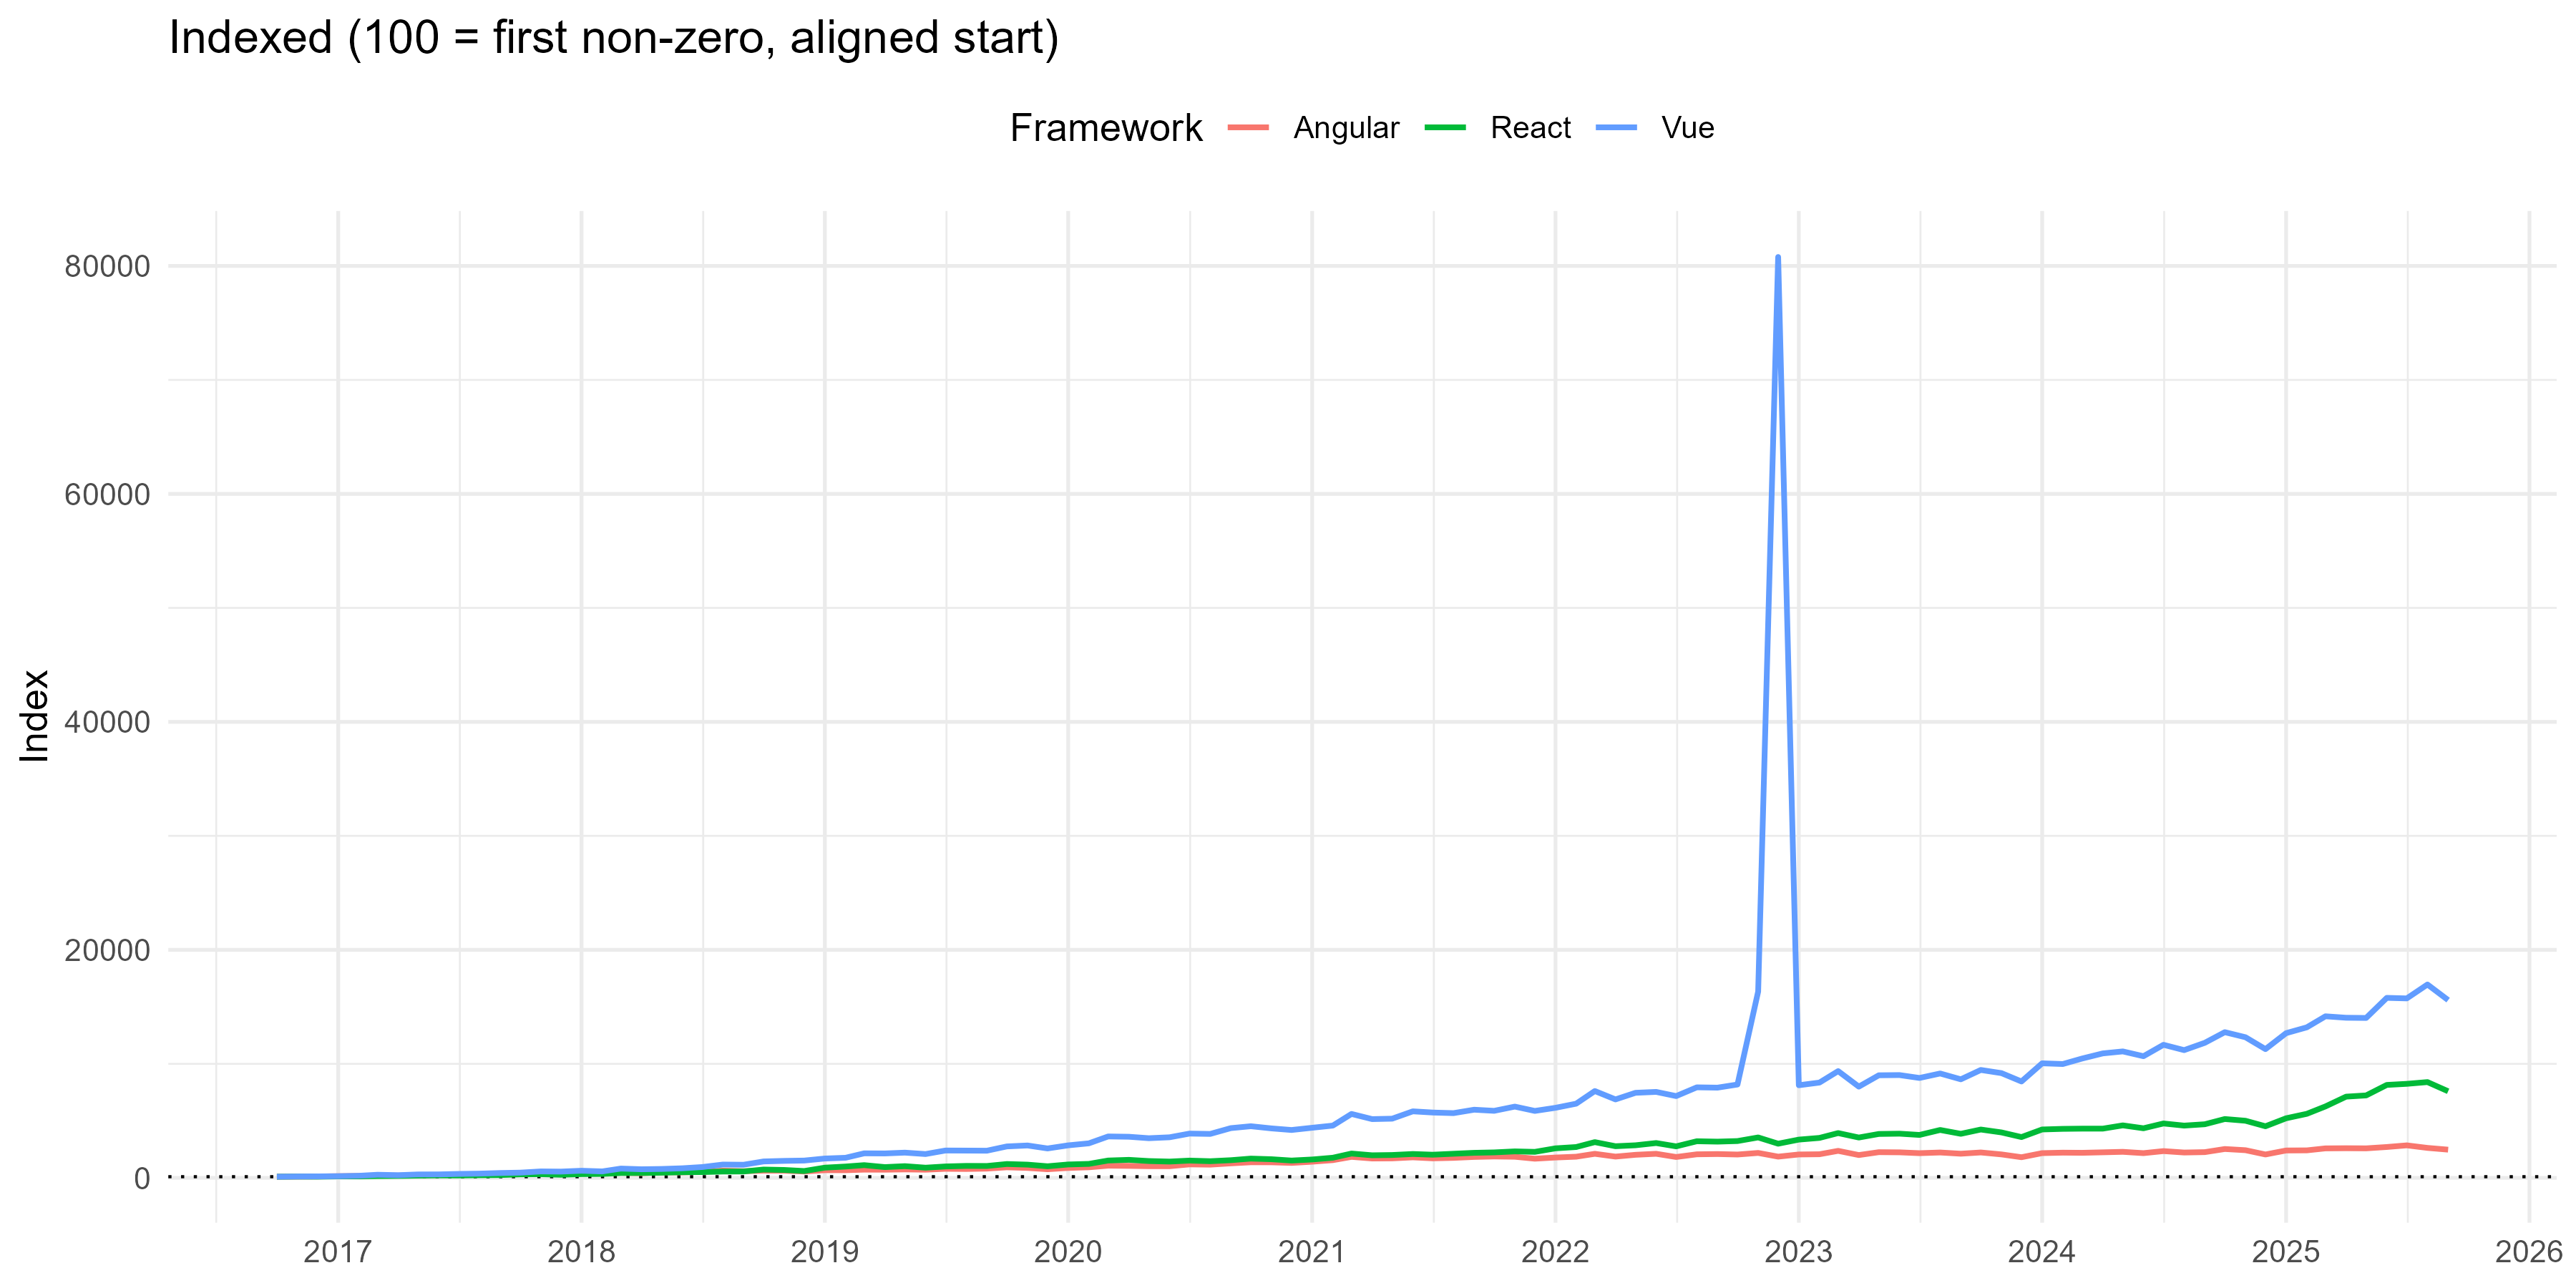 Indexed (100 = first non-zero, aligned start)
Framework Angular React Vue
80000
60000
40000
20000
0
Index
2017 2018 2019 2020 2021 2022 2023 2024 2025 2026